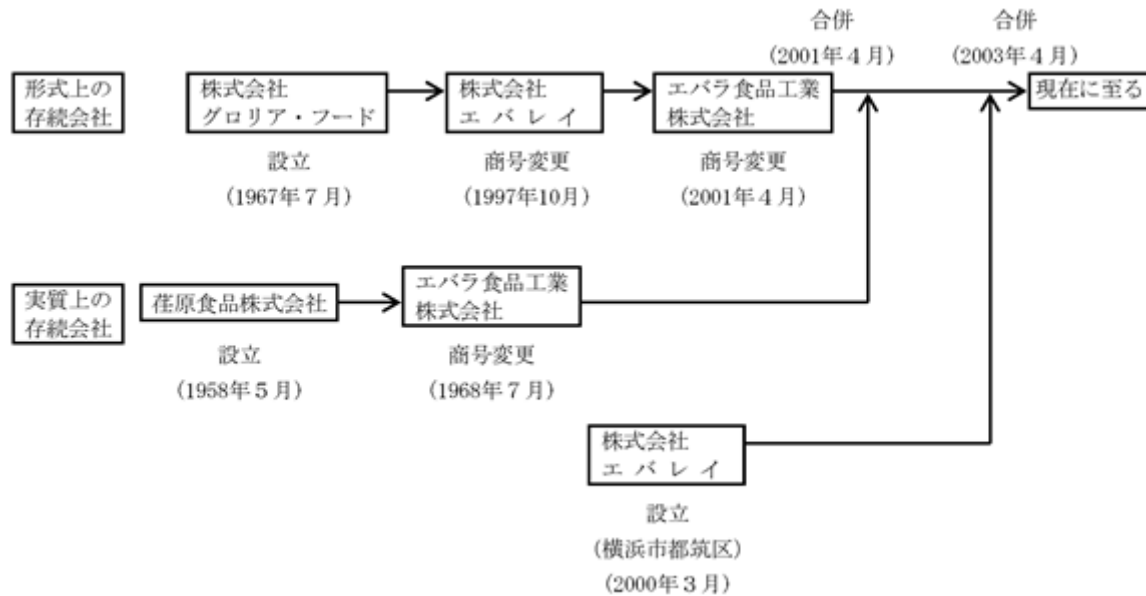 合併
(2001年4月)
合併
(2003年4月)
形式上の
存続会社
株式会社
グロリア・フード
株式会社
エバレイ
エバラ食品工業
株式会社
現在に至る
設立
(1967年7月)
商号変更
(1997年10月)
商号変更
(2001年4月)
実質上の
存続会社
荏原食品株式会社
エバラ食品工業
株式会社
設立
(1958年5月)
商号変更
(1968年7月)
株式会社
エバレイ
設立
(横浜市都筑区)
(2000年3月)